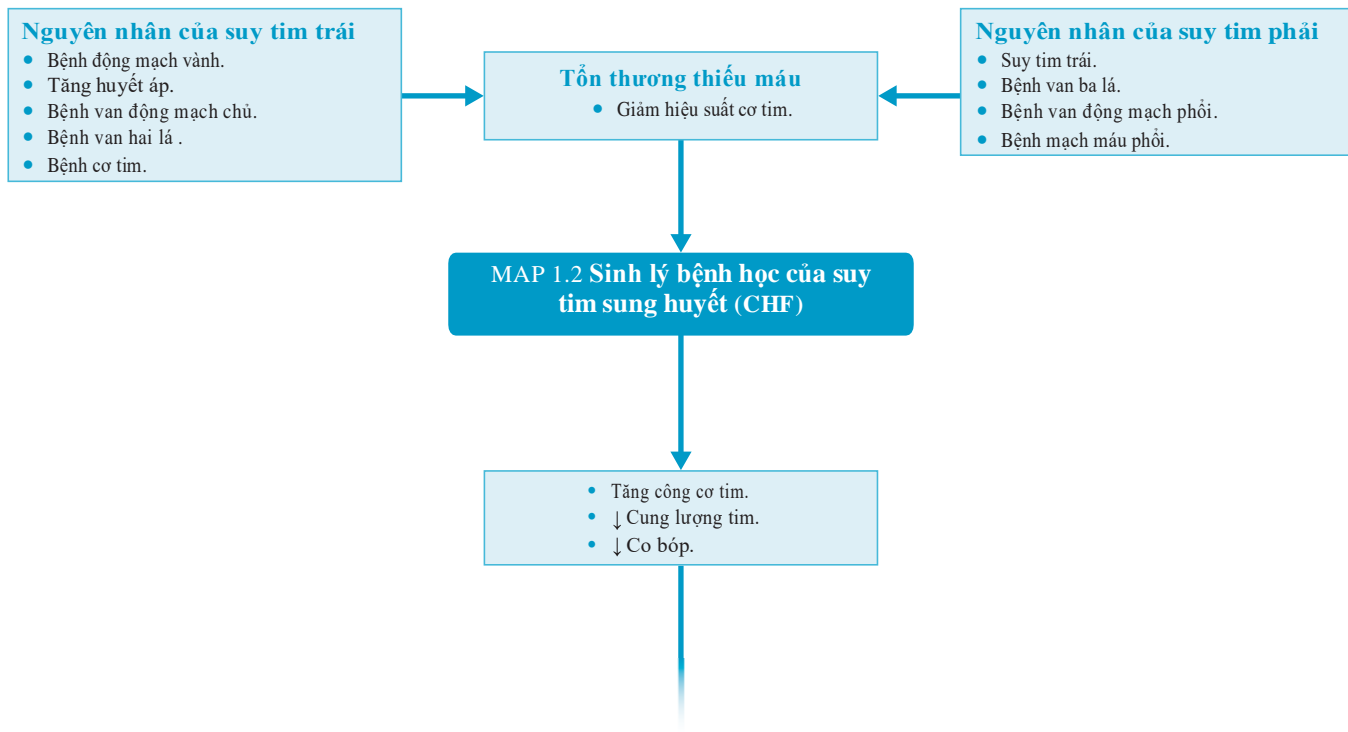 Nguyên nhân của suy tim trái
• Bệnh động mạch vành.
• Tăng huyết áp.
• Bệnh van động mạch chủ.
• Bệnh van hai lá .
• Bệnh cơ tim.
Tổn thương thiếu máu
• Giảm hiệu suất cơ tim.
Nguyên nhân của suy tim phải
• Suy tim trái.
• Bệnh van ba lá.
• Bệnh van động mạch phổi.
• Bệnh mạch máu phổi.
MAP 1.2 Sinh lý bệnh học của suy
tim sung huyết (CHF)
• Tăng công cơ tim.
• ↓ Cung lượng tim.
• ↓ Co bóp.